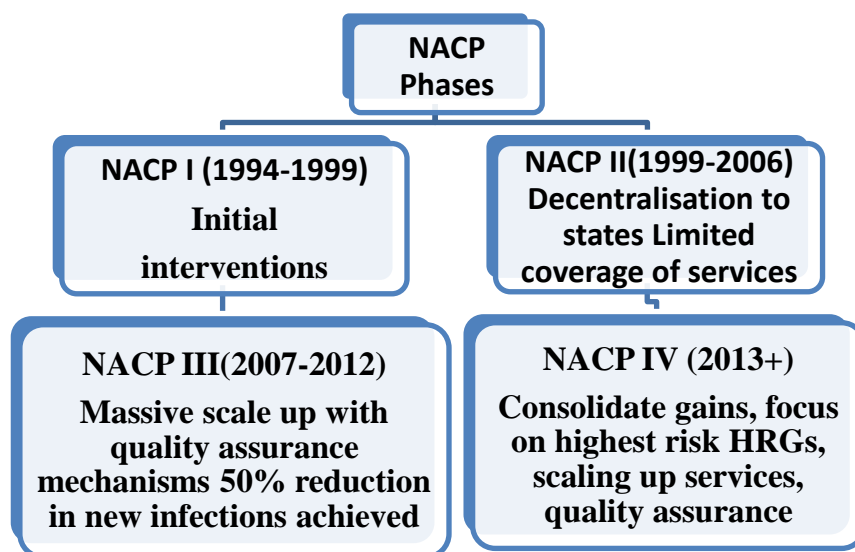 NACP
Phases
NACP I (1994-1999)
Initial
interventions
NACP II(1999-2006)
Decentralisation to
states Limited
coverage of services
NACP III(2007-2012)
Massive scale up with
quality assurance
mechanisms 50% reduction
in new infections achieved
NACP IV (2013+)
Consolidate gains, focus
on highest risk HRGs,
scaling up services,
quality assurance